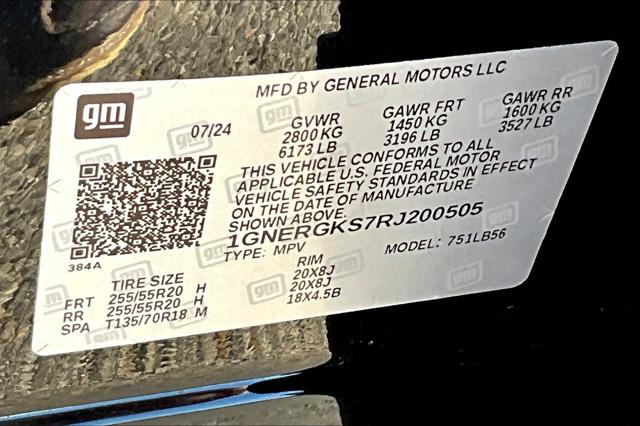 MFD BY GENERAL MOTORS LLC
gm
07/24
GVWR GAWR FRT GAWR RR
2800 KG 1450 KG 1600 KG
6173 LB 3196 LB 3527 LB
THIS VEHICLE CONFORMS TO ALL
APPLICABLE U.S. FEDERAL MOTOR
VEHICLE SAFETY STANDARDS IN EFFECT
ON THE DATE OF MANUFACTURE
SHOWN ABOVE.
1GNERGKS7RJ200505
TYPE: MPV MODEL: 751LB56
384A
TIRE SIZE RIM
FRT 255/55R20 H 20X8J
RR 255/55R20 H 20X8J
SPA T135/70R18 M 18X4.5B